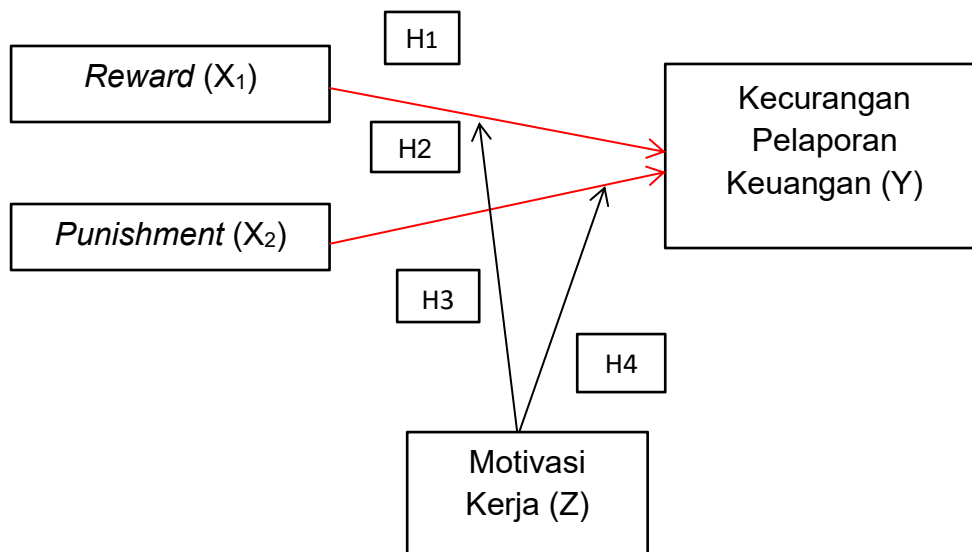 H1
Reward (X₁)
Kecurangan
Pelaporan
Keuangan (Y)
H2
Punishment (X₂)
H3
H4
Motivasi
Kerja (Z)